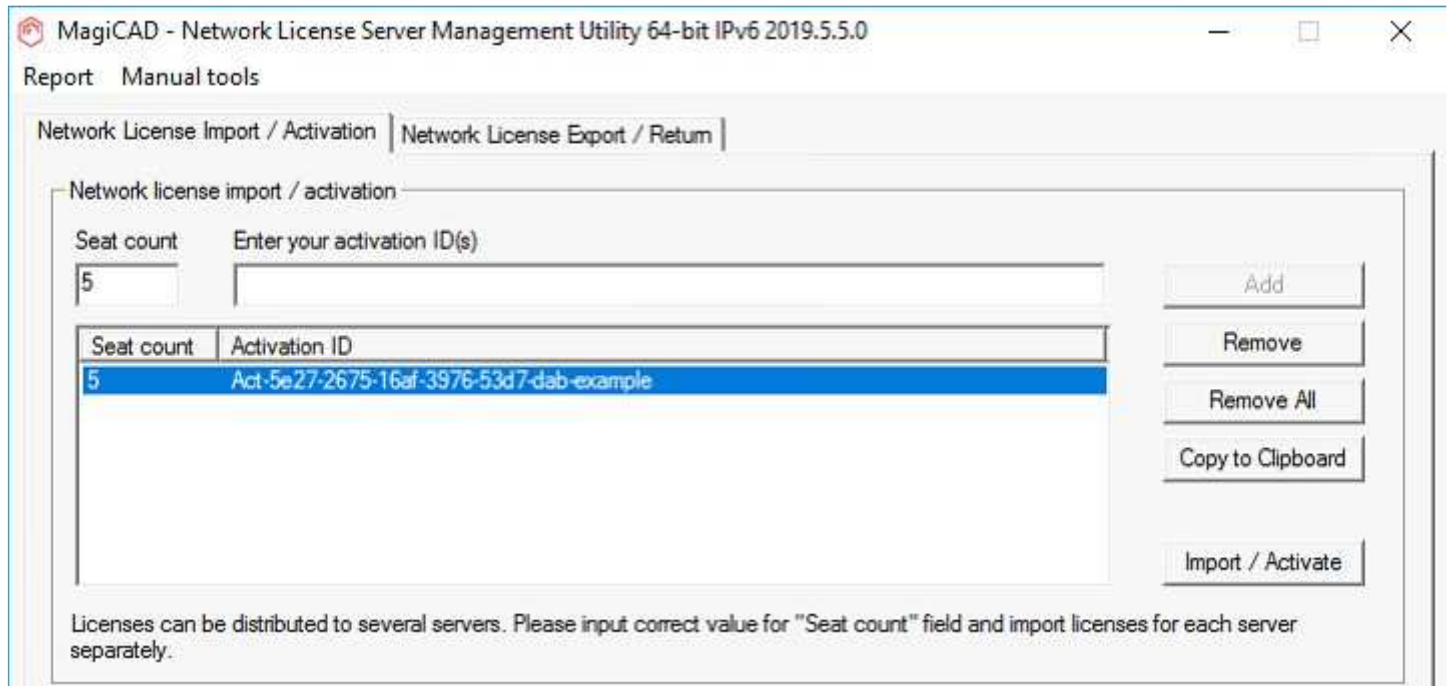 MagiCAD - Network License Server Management Utility 64-bit IPv6 2019.5.5.0
Report Manual tools
Network License Import / Activation Network License Export / Return
Network license import / activation
Seat count Enter your activation ID(s)
5 Add
Seat count Activation ID Remove
5 Act-5e27-2675-16af-3976-53d7-dab-example
Remove All
Copy to Clipboard
Import / Activate
Licenses can be distributed to several servers. Please input correct value for "Seat count" field and import licenses for each server
separately.